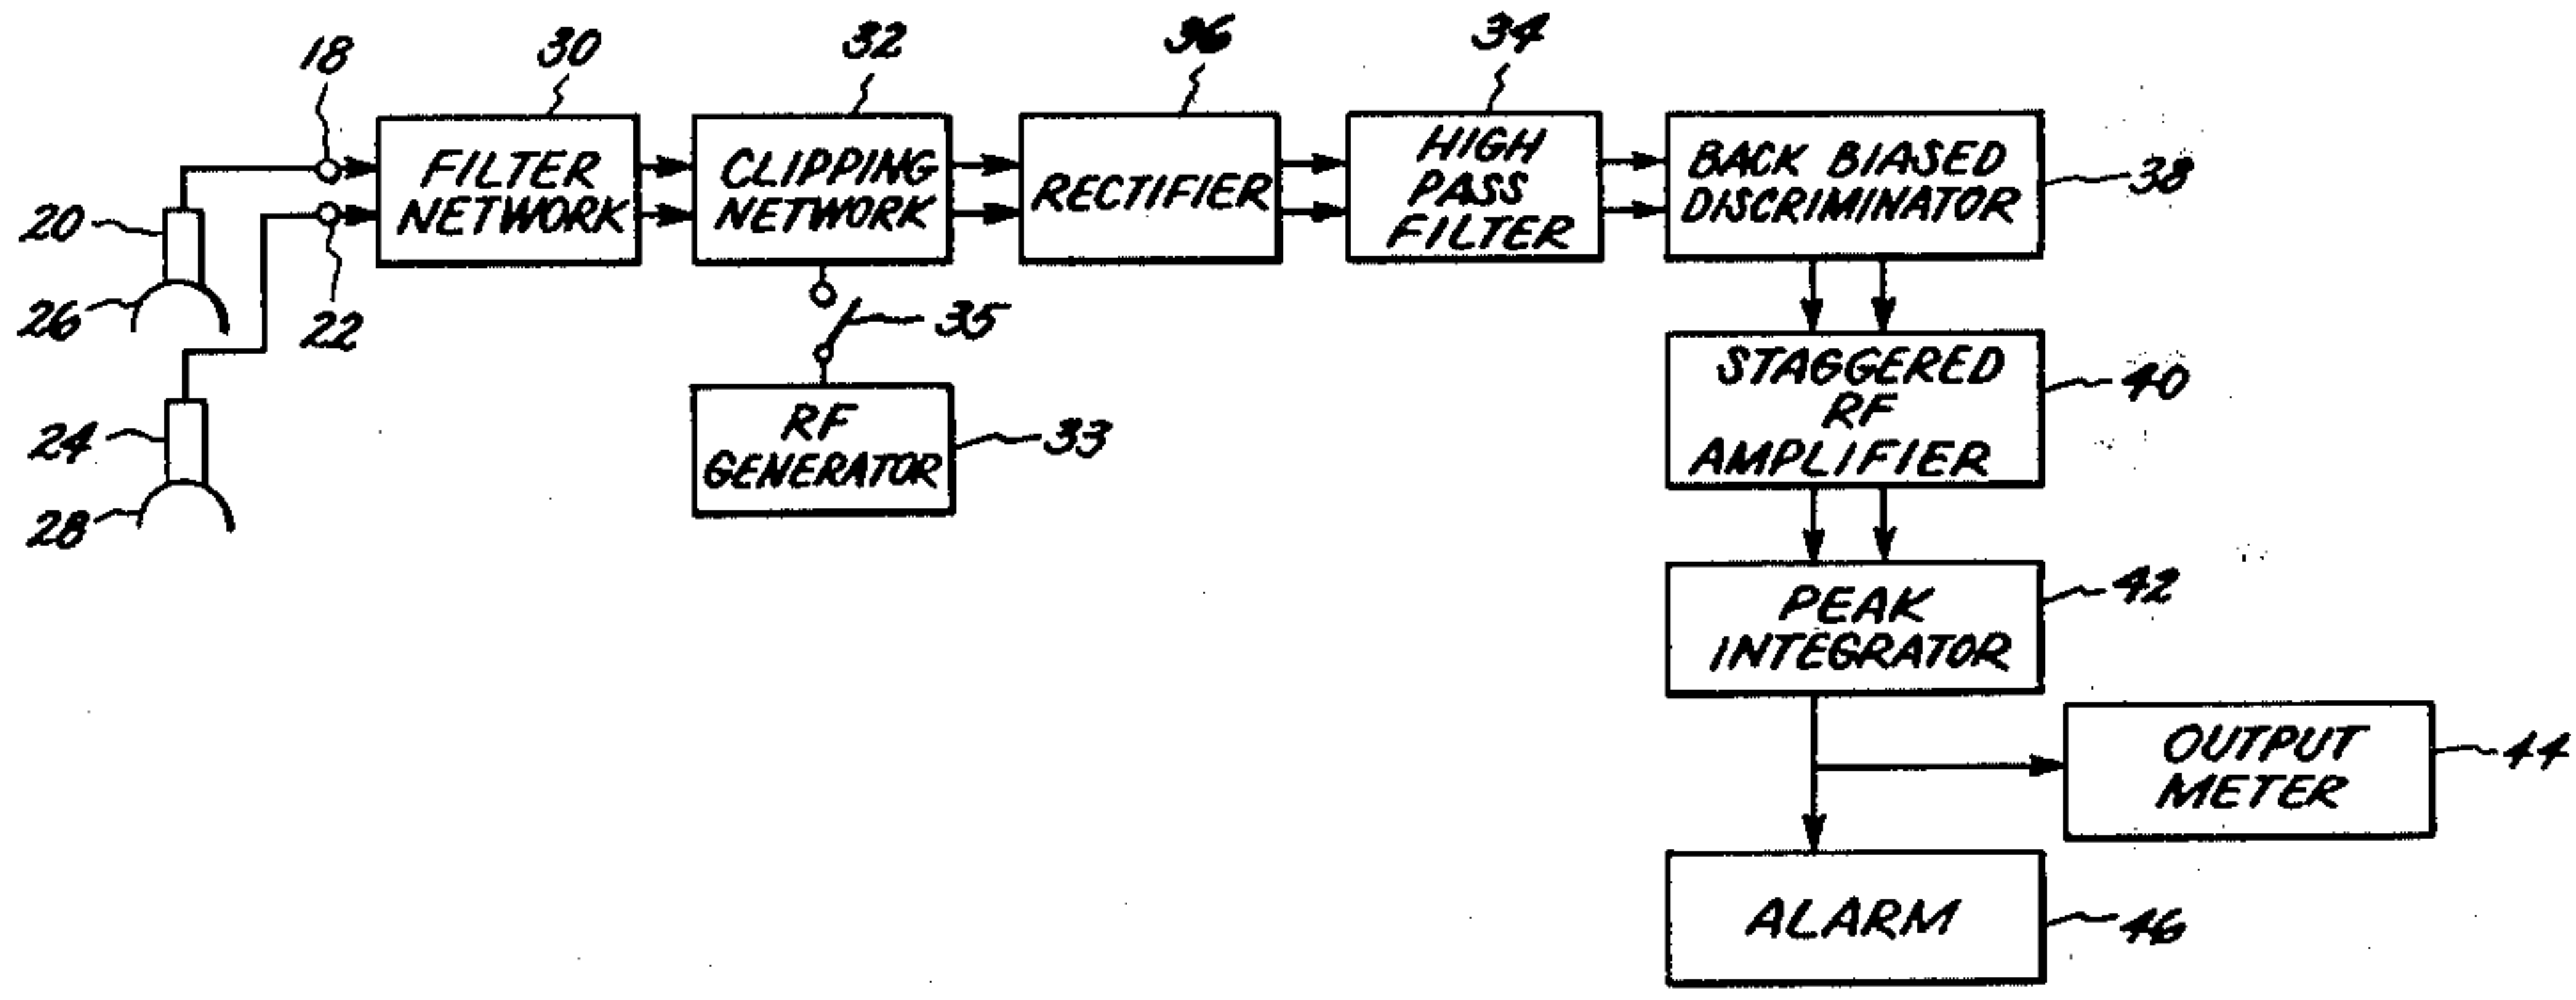 18
30
32
36
34
FILTER
NETWORK
CLIPPING
NETWORK
RECTIFIER
HIGH
PASS
FILTER
BACK BIASED
DISCRIMINATOR
38
20
26
22
35
24
28
RF
GENERATOR
33
STAGGERED
RF
AMPLIFIER
40
PEAK
INTEGRATOR
42
OUTPUT
METER
44
ALARM
46